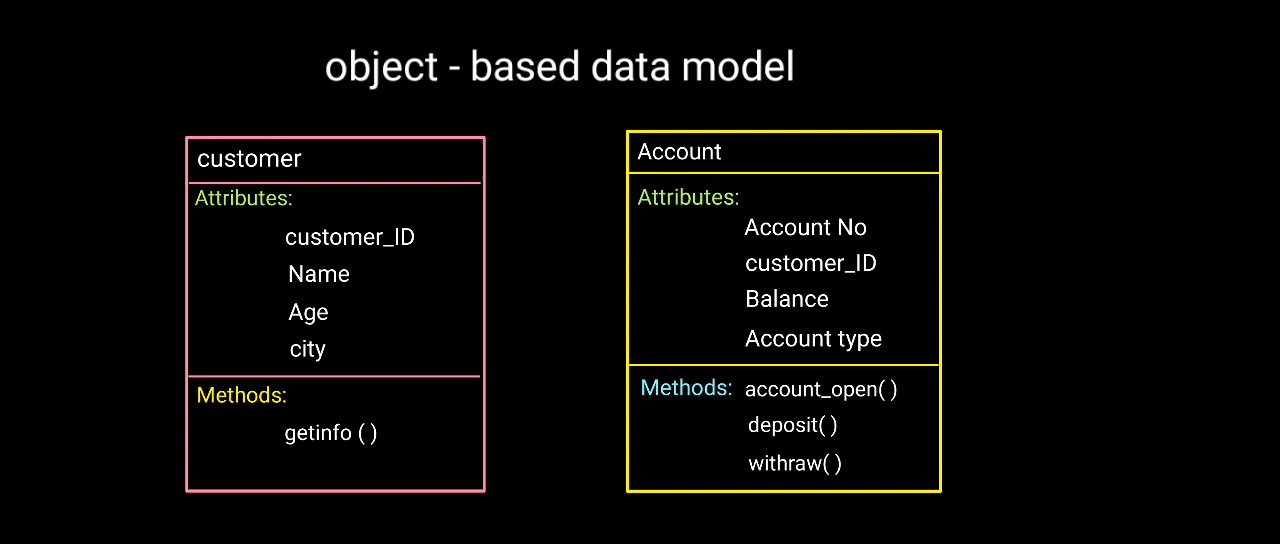 object - based data model
customer
Attributes:
customer_ID
Name
Age
city
Methods:
getinfo ( )
Account
Attributes:
Account No
customer_ID
Balance
Account type
Methods: account_open( )
deposit( )
withraw( )